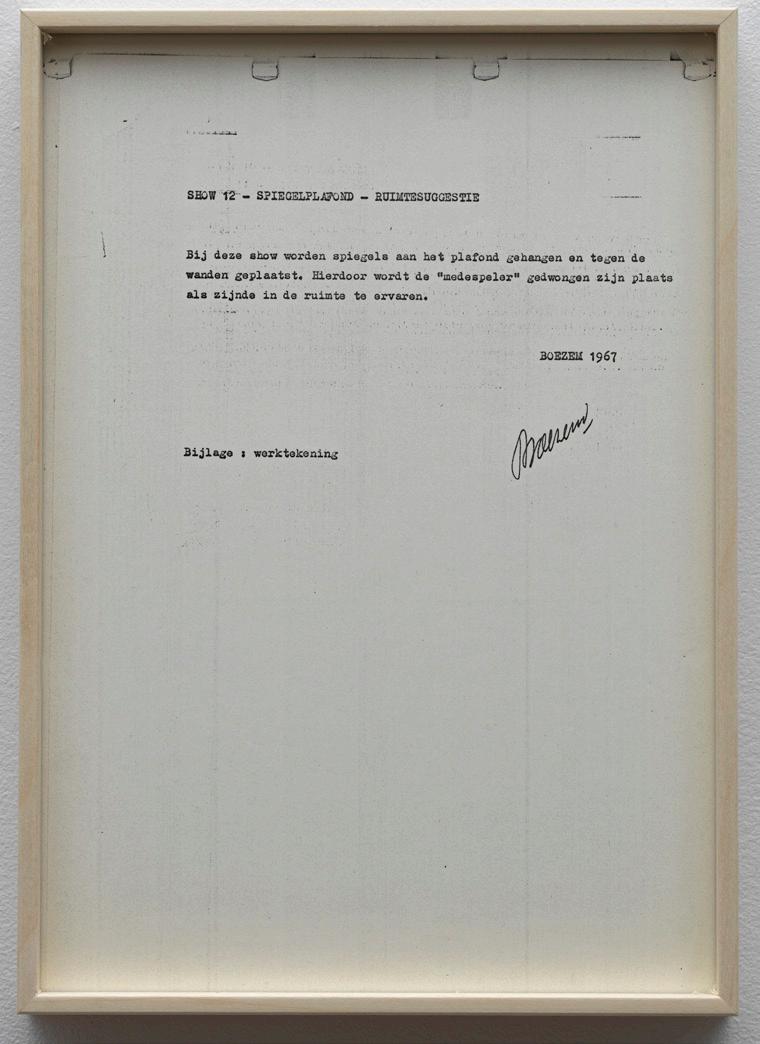 SHOW 12 - SPIEGELPLAFOND - RUIMTESUGGESTIE
Bij deze show worden spiegels aan het plafond gehangen en tegen de
wanden geplaatst. Hierdoor wordt de "medespeler" gedwongen zijn plaats
als zijnde in de ruimte te ervaren.
BOEZEM 1967
Boezem
Bijlage : werktekening